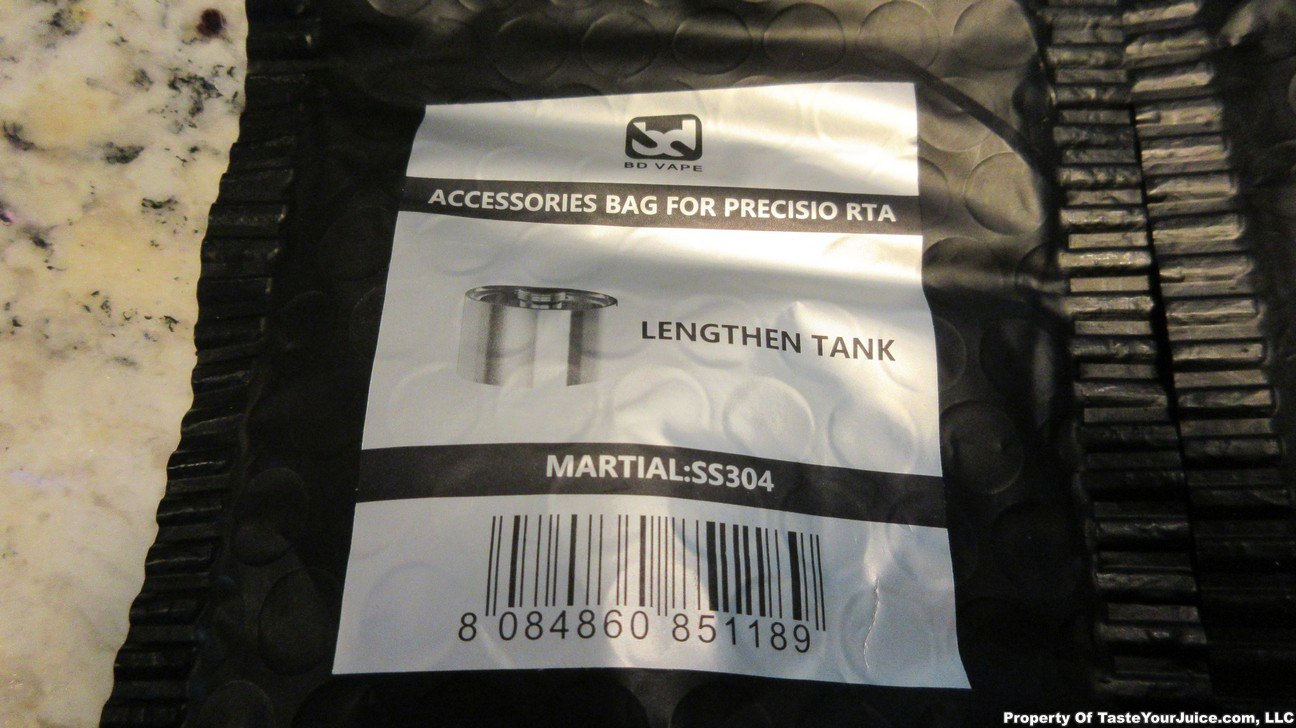 bd
BD VAPE
ACCESSORIES BAG FOR PRECISIO RTA
LENGTHEN TANK
MARTIAL:SS304
8 084860 851189
Property Of TasteYourJuice.com, LLC